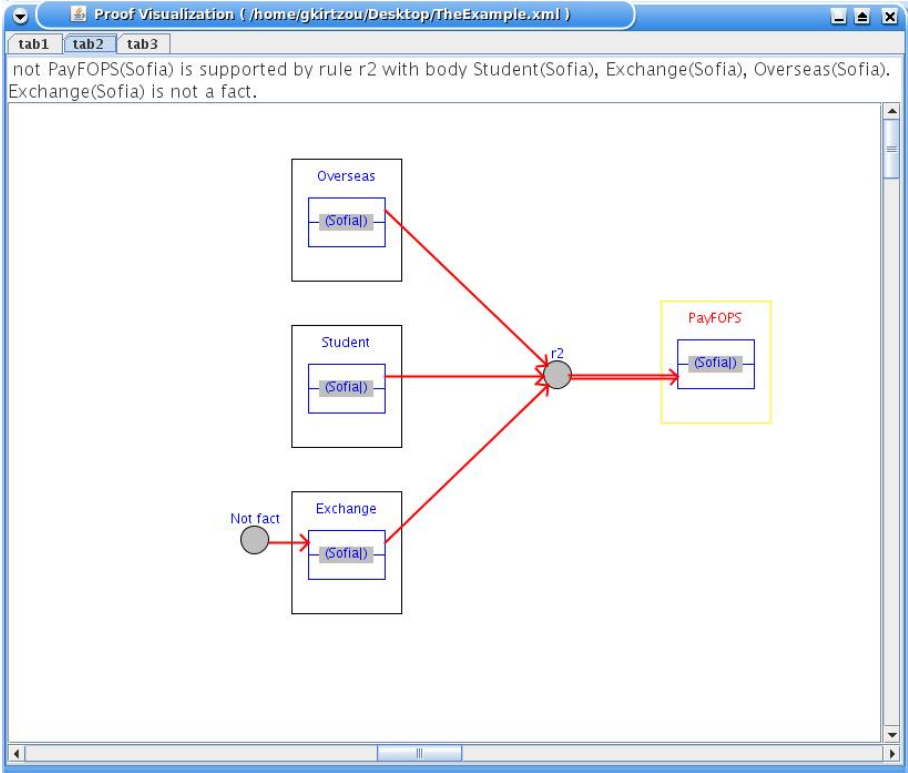 Proof Visualization ( /home/gkirtzou/Desktop/TheExample.xml )
tab1 tab2 tab3
not PayFOPS(Sofia) is supported by rule r2 with body Student(Sofia), Exchange(Sofia), Overseas(Sofia).
Exchange(Sofia) is not a fact.
Overseas
(Sofia|)
Student
(Sofia|)
Not fact
Exchange
(Sofia|)
r2
PayFOPS
(Sofia|)